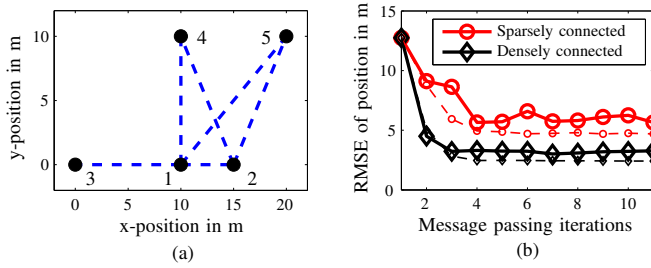 y-position in m
10
5
0
4
5
3
1
2
0
5
10
15
20
x-position in m
(a)
RMSE of position in m
15
10
5
0
Sparsely connected
Densely connected
2
4
6
8
10
Message passing iterations
(b)